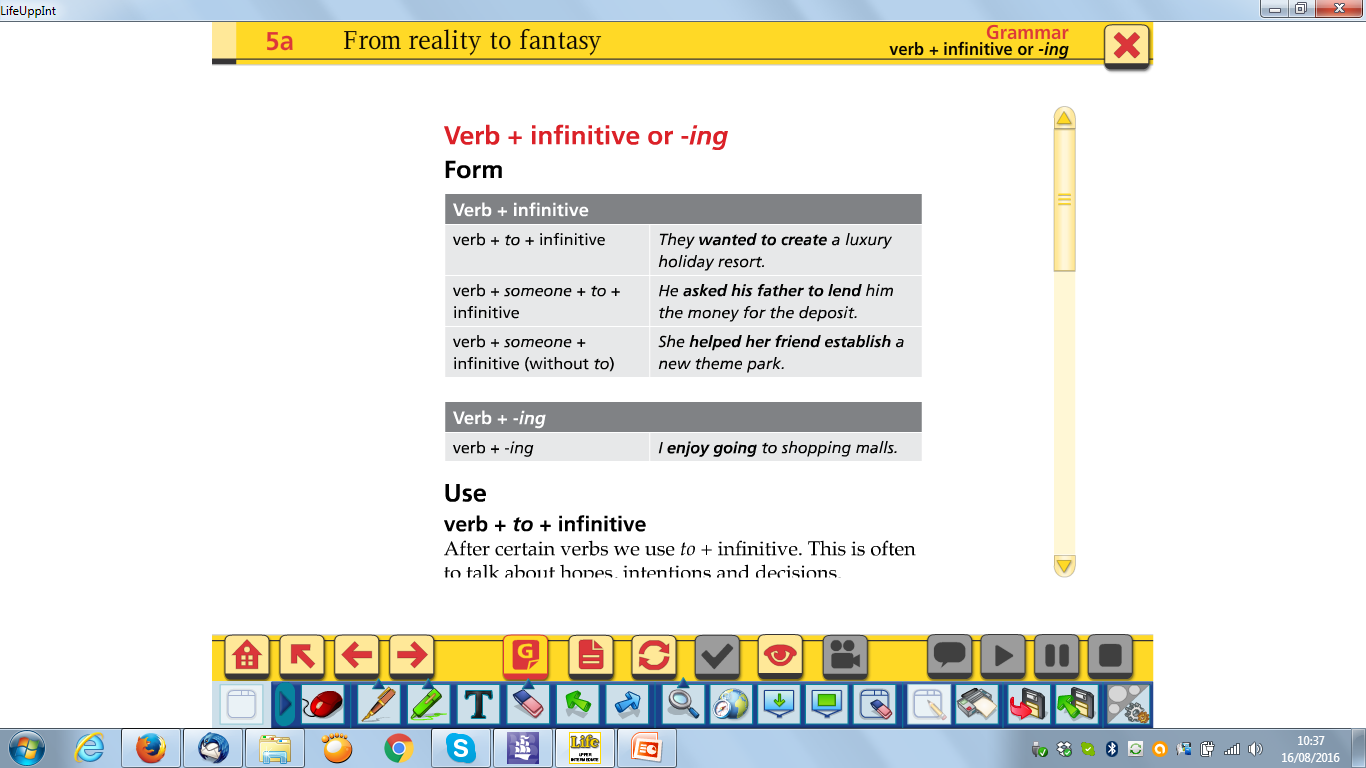 LifeUppInt
5a From reality to fantasy
Grammar
verb + infinitive or -ing
Verb + infinitive or -ing
Form
Verb + infinitive
verb + to + infinitive
They wanted to create a luxury
holiday resort.
verb + someone + to +
infinitive
He asked his father to lend him
the money for the deposit.
verb + someone +
infinitive (without to)
She helped her friend establish a
new theme park.
Verb + -ing
verb + -ing
I enjoy going to shopping malls.
Use
verb + to + infinitive
After certain verbs we use to + infinitive. This is often
to talk about hopes, intentions and decisions.
G
T
S
Life
UPPER
INTERMEDIATE
10:37
16/08/2016